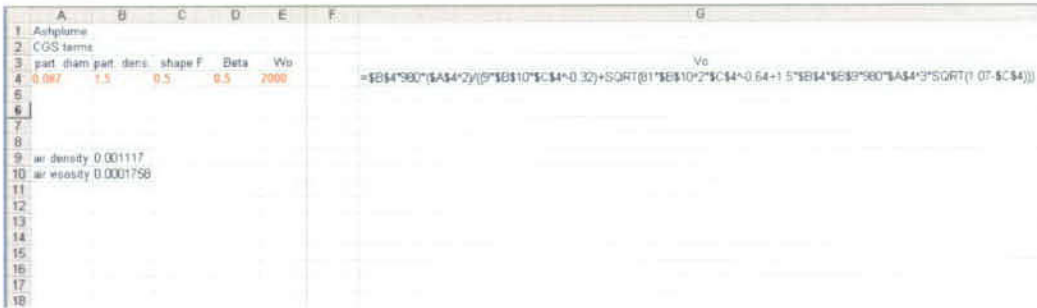 A B C D E F G
1 Ashplume
2 CGS terms
3 part. diam part. dens. shape F Beta Wo Vo
4 0.087 1.5 0.5 0.5 2000 =$B$4*980*($A$4^2)/((9*$B$10*$C$4^-0.32)+SQRT(81*$B$10^2*$C$4^-0.64+1.5*$B$4*$B$9*980*$A$4^3*SQRT(1.07-$C$4)))
5
6
7
8
9 air density 0.001117
10 air viscosity 0.0001758
11
12
13
14
15
16
17
18